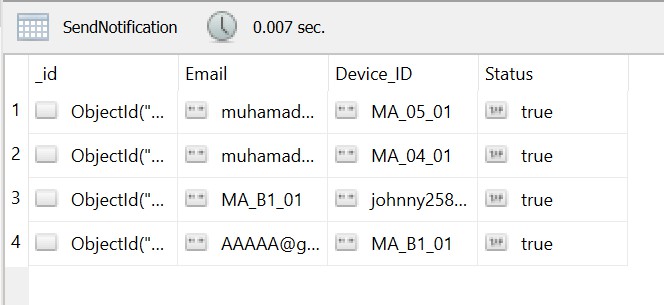 SendNotification 0.007 sec.
_id Email Device_ID Status
1 ObjectId("... muhamad... MA_05_01 true
2 ObjectId("... muhamad... MA_04_01 true
3 ObjectId("... MA_B1_01 johnny258... true
4 ObjectId("... AAAAA@g... MA_B1_01 true